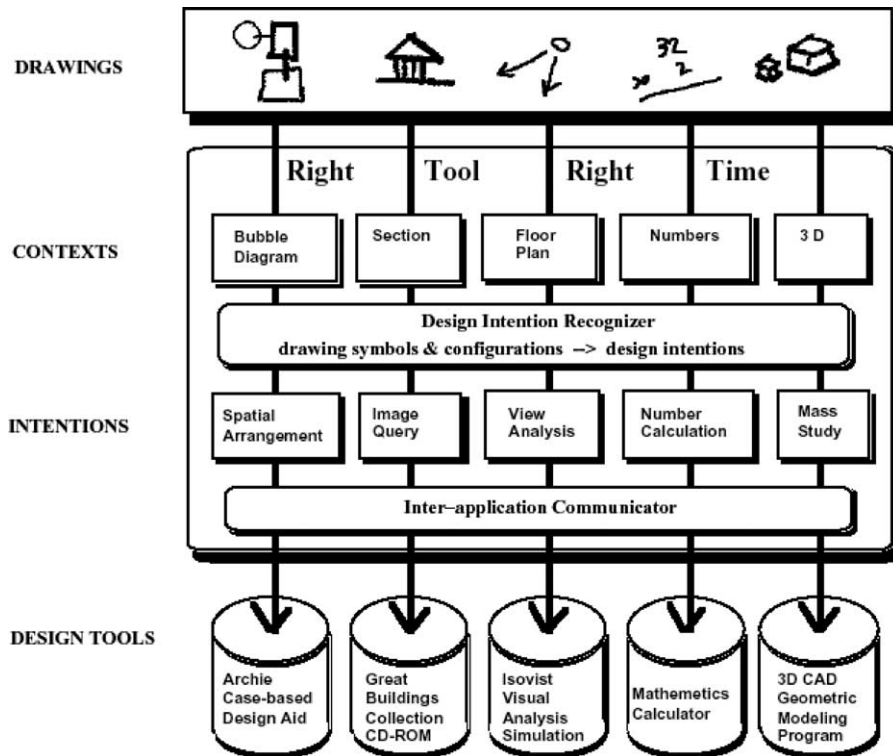 DRAWINGS
32
2
Right Tool Right Time
CONTEXTS
Bubble
Diagram
Section
Floor
Plan
Numbers
3 D
Design Intention Recognizer
drawing symbols & configurations --> design intentions
INTENTIONS
Spatial
Arrangement
Image
Query
View
Analysis
Number
Calculation
Mass
Study
Inter-application Communicator
DESIGN TOOLS
Archie
Case-based
Design Aid
Great
Buildings
Collection
CD-ROM
Isovist
Visual
Analysis
Simulation
Mathemetics
Calculator
3D CAD
Geometric
Modeling
Program